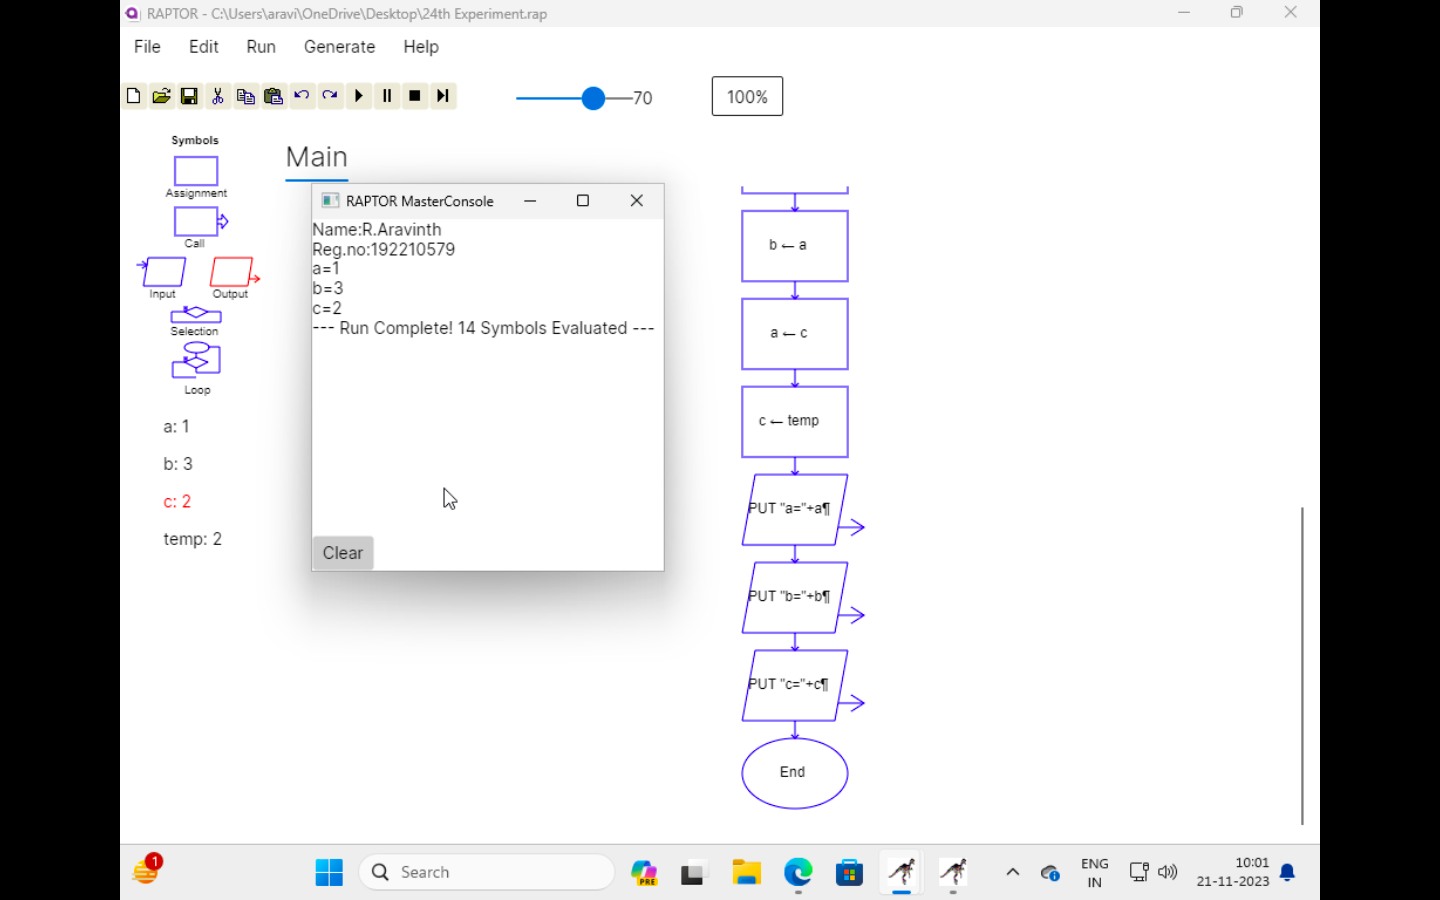 RAPTOR - C:\Users\aravi\OneDrive\Desktop\24th Experiment.rap
File Edit Run Generate Help
70
100%
Symbols
Assignment
Call
Input Output
Selection
Loop
a: 1
b: 3
c: 2
temp: 2
Main
RAPTOR MasterConsole
Name:R.Aravinth
Reg.no:192210579
a=1
b=3
c=2
--- Run Complete! 14 Symbols Evaluated ---
Clear
b ← a
a ← c
c ← temp
PUT "a="+a¶
PUT "b="+b¶
PUT "c="+c¶
End
1
Search
PRE
ENG
IN
10:01
21-11-2023